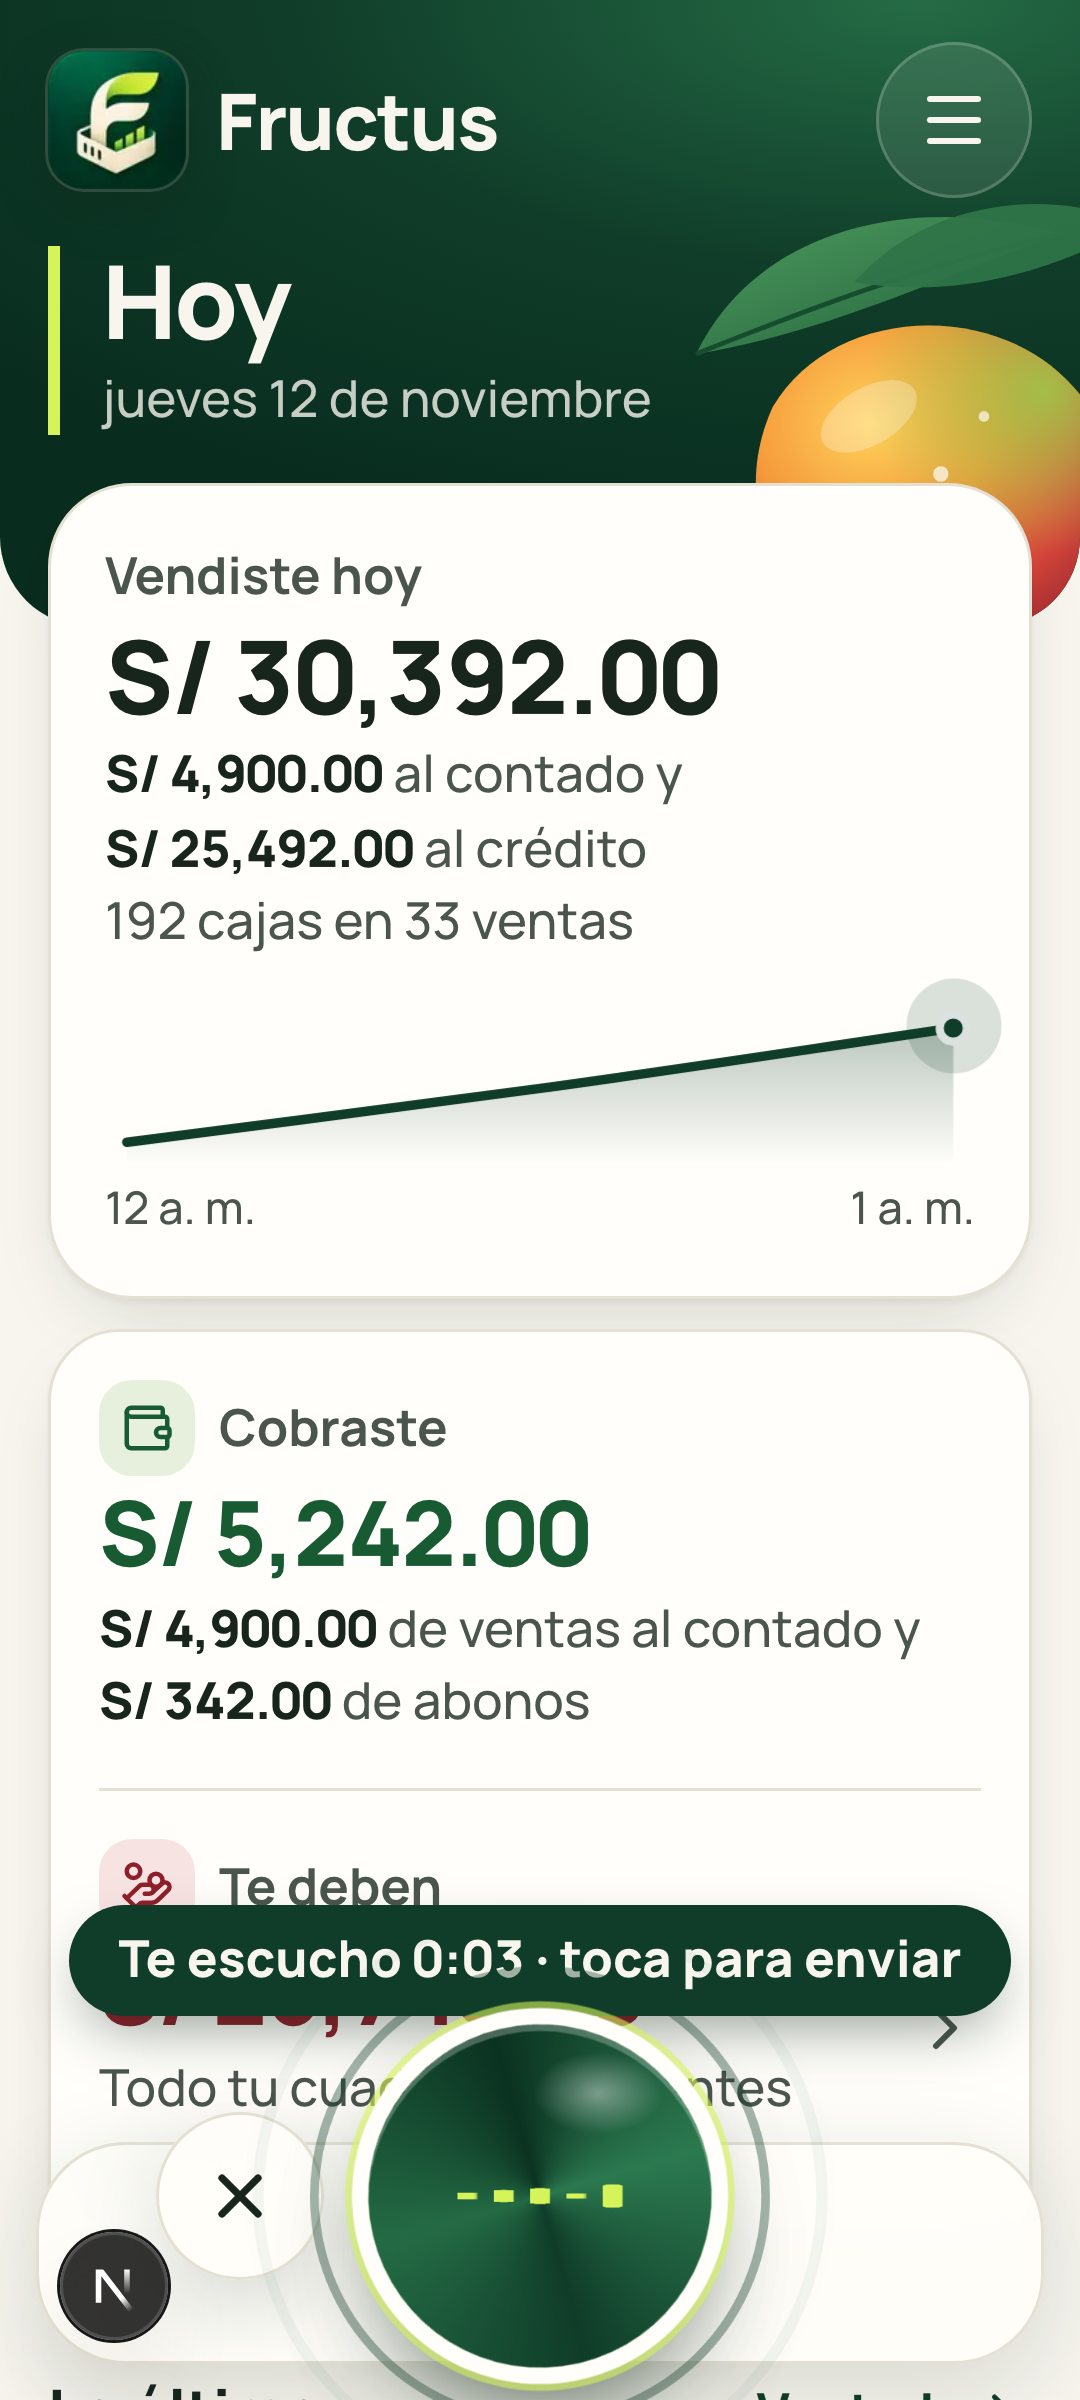 Fructus
Hoy
jueves 12 de noviembre
Vendiste hoy
S/ 30,392.00
S/ 4,900.00 al contado y
S/ 25,492.00 al crédito
192 cajas en 33 ventas
12 a. m.
1 a. m.
Cobraste
S/ 5,242.00
S/ 4,900.00 de ventas al contado y
S/ 342.00 de abonos
Te deben
Te escucho 0:03 · toca para enviar
Todo tu
N